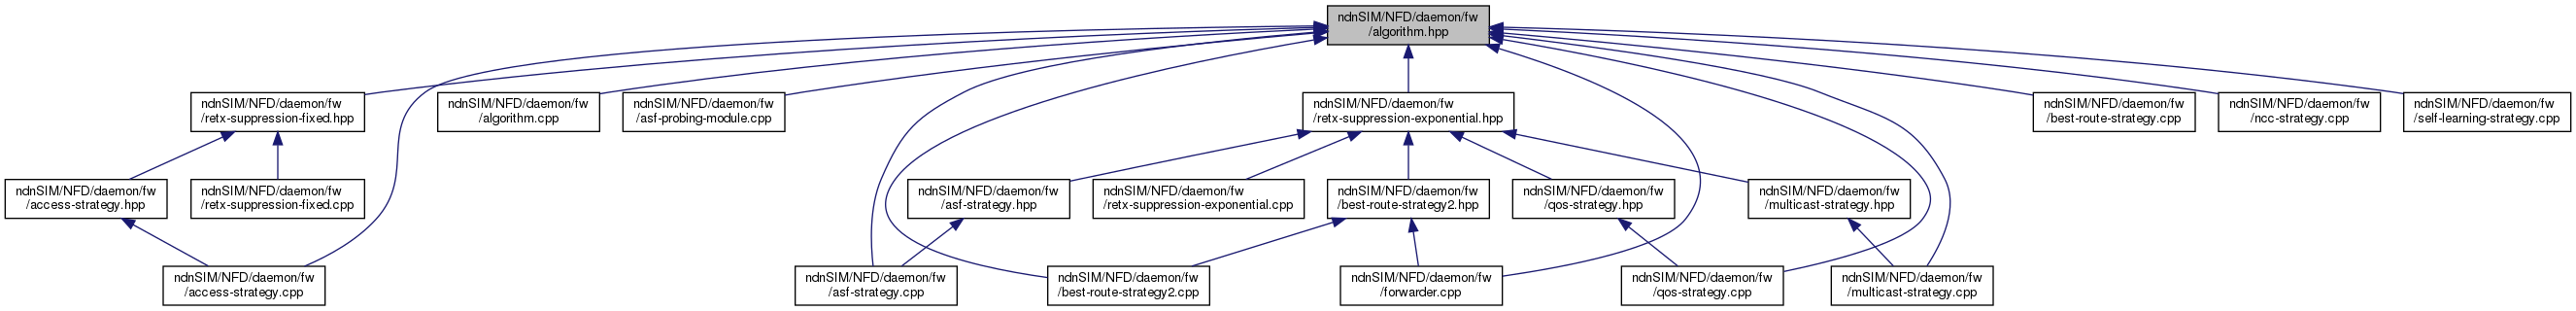 ndnSIM/NFD/daemon/fw
/algorithm.hpp
ndnSIM/NFD/daemon/fw
/retx-suppression-fixed.hpp
ndnSIM/NFD/daemon/fw
/algorithm.cpp
ndnSIM/NFD/daemon/fw
/asf-probing-module.cpp
ndnSIM/NFD/daemon/fw
/retx-suppression-exponential.hpp
ndnSIM/NFD/daemon/fw
/best-route-strategy.cpp
ndnSIM/NFD/daemon/fw
/ncc-strategy.cpp
ndnSIM/NFD/daemon/fw
/self-learning-strategy.cpp
ndnSIM/NFD/daemon/fw
/access-strategy.hpp
ndnSIM/NFD/daemon/fw
/retx-suppression-fixed.cpp
ndnSIM/NFD/daemon/fw
/asf-strategy.hpp
ndnSIM/NFD/daemon/fw
/retx-suppression-exponential.cpp
ndnSIM/NFD/daemon/fw
/best-route-strategy2.hpp
ndnSIM/NFD/daemon/fw
/qos-strategy.hpp
ndnSIM/NFD/daemon/fw
/multicast-strategy.hpp
ndnSIM/NFD/daemon/fw
/access-strategy.cpp
ndnSIM/NFD/daemon/fw
/asf-strategy.cpp
ndnSIM/NFD/daemon/fw
/best-route-strategy2.cpp
ndnSIM/NFD/daemon/fw
/forwarder.cpp
ndnSIM/NFD/daemon/fw
/qos-strategy.cpp
ndnSIM/NFD/daemon/fw
/multicast-strategy.cpp